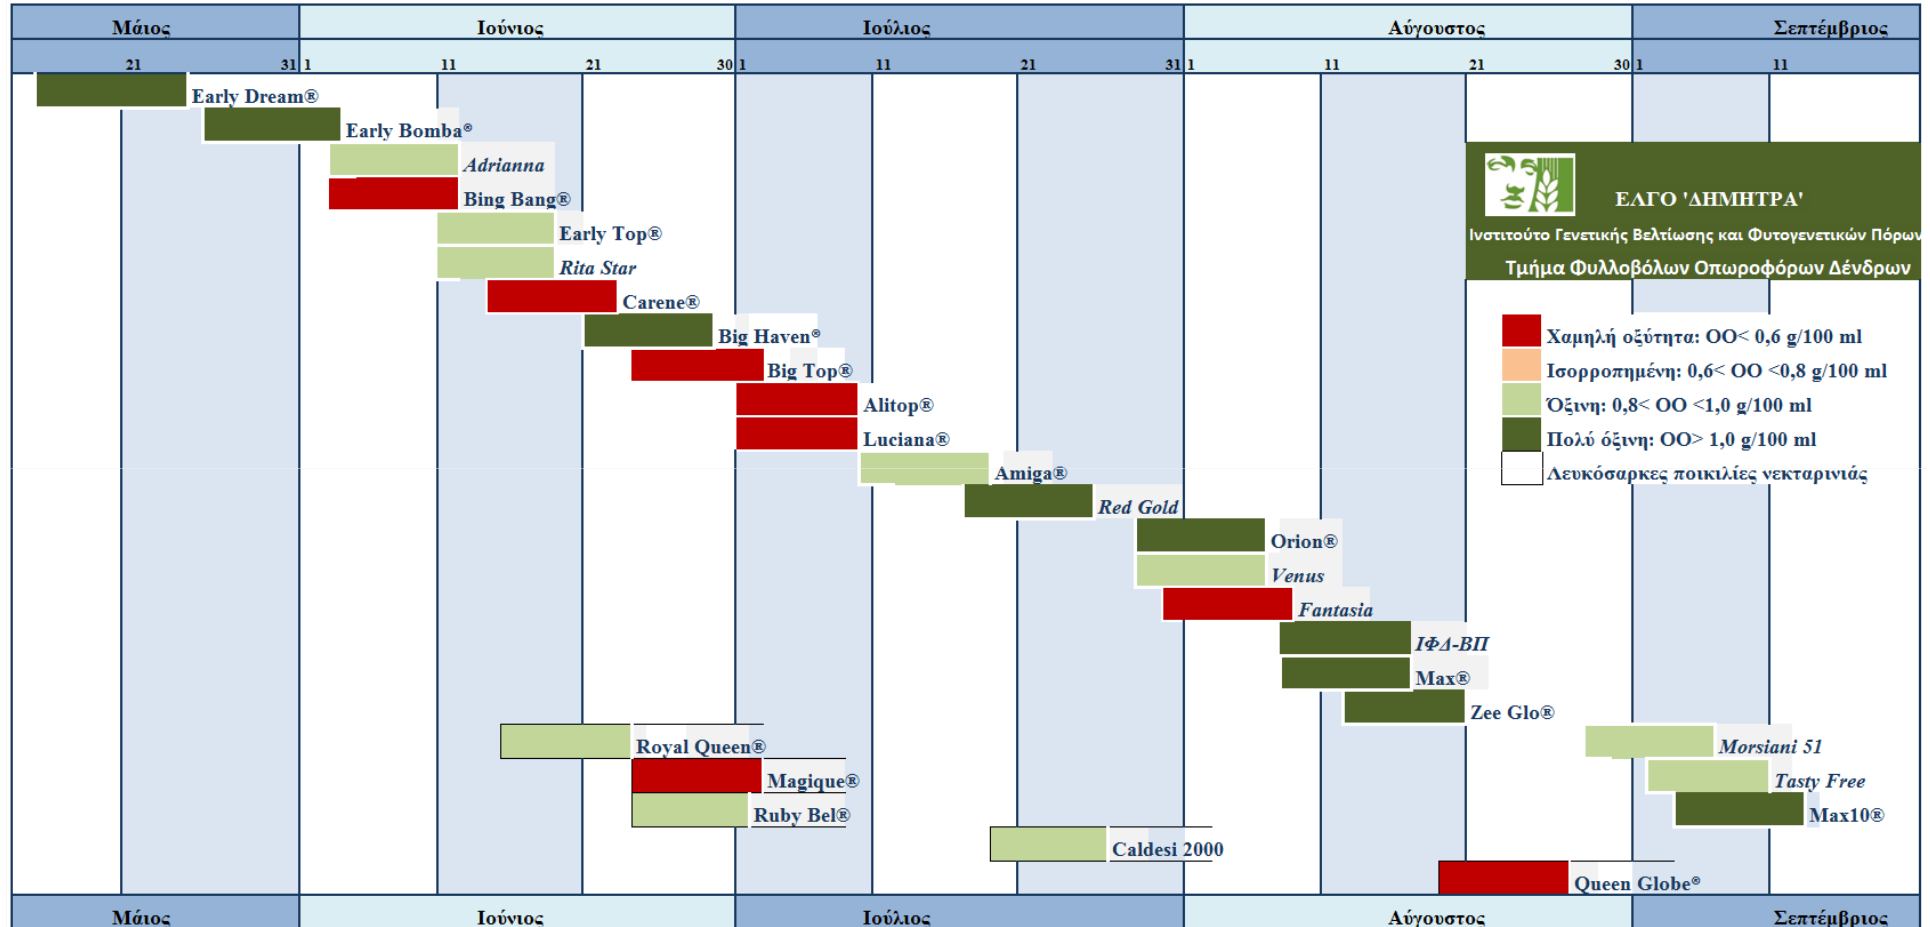 Μάιος Ιούνιος Ιούλιος Αύγουστος Σεπτέμβριος
21 31 1 11 21 30 1 11 21 31 1 11 21 30 1 11
Early Dream®
Early Bomba®
Adrianna
Bing Bang®
ΕΛΓΟ 'ΔΗΜΗΤΡΑ'
Early Top®
Ινστιτούτο Γενετικής Βελτίωσης και Φυτογενετικών Πόρων
Rita Star
Τμήμα Φυλλοβόλων Οπωροφόρων Δένδρων
Carene®
Big Haven®
Χαμηλή οξύτητα: ΟΟ< 0,6 g/100 ml
Big Top®
Ισορροπημένη: 0,6< ΟΟ <0,8 g/100 ml
Alitop®
Όξινη: 0,8< ΟΟ <1,0 g/100 ml
Luciana®
Πολύ όξινη: ΟΟ> 1,0 g/100 ml
Amiga®
Λευκόσαρκες ποικιλίες νεκταρινιάς
Red Gold
Orion®
Venus
Fantasia
ΙΦΔ-ΒΠ
Max®
Zee Glo®
Royal Queen®
Morsiani 51
Magique®
Tasty Free
Ruby Bel®
Max10®
Caldesi 2000
Queen Globe®
Μάιος Ιούνιος Ιούλιος Αύγουστος Σεπτέμβριος